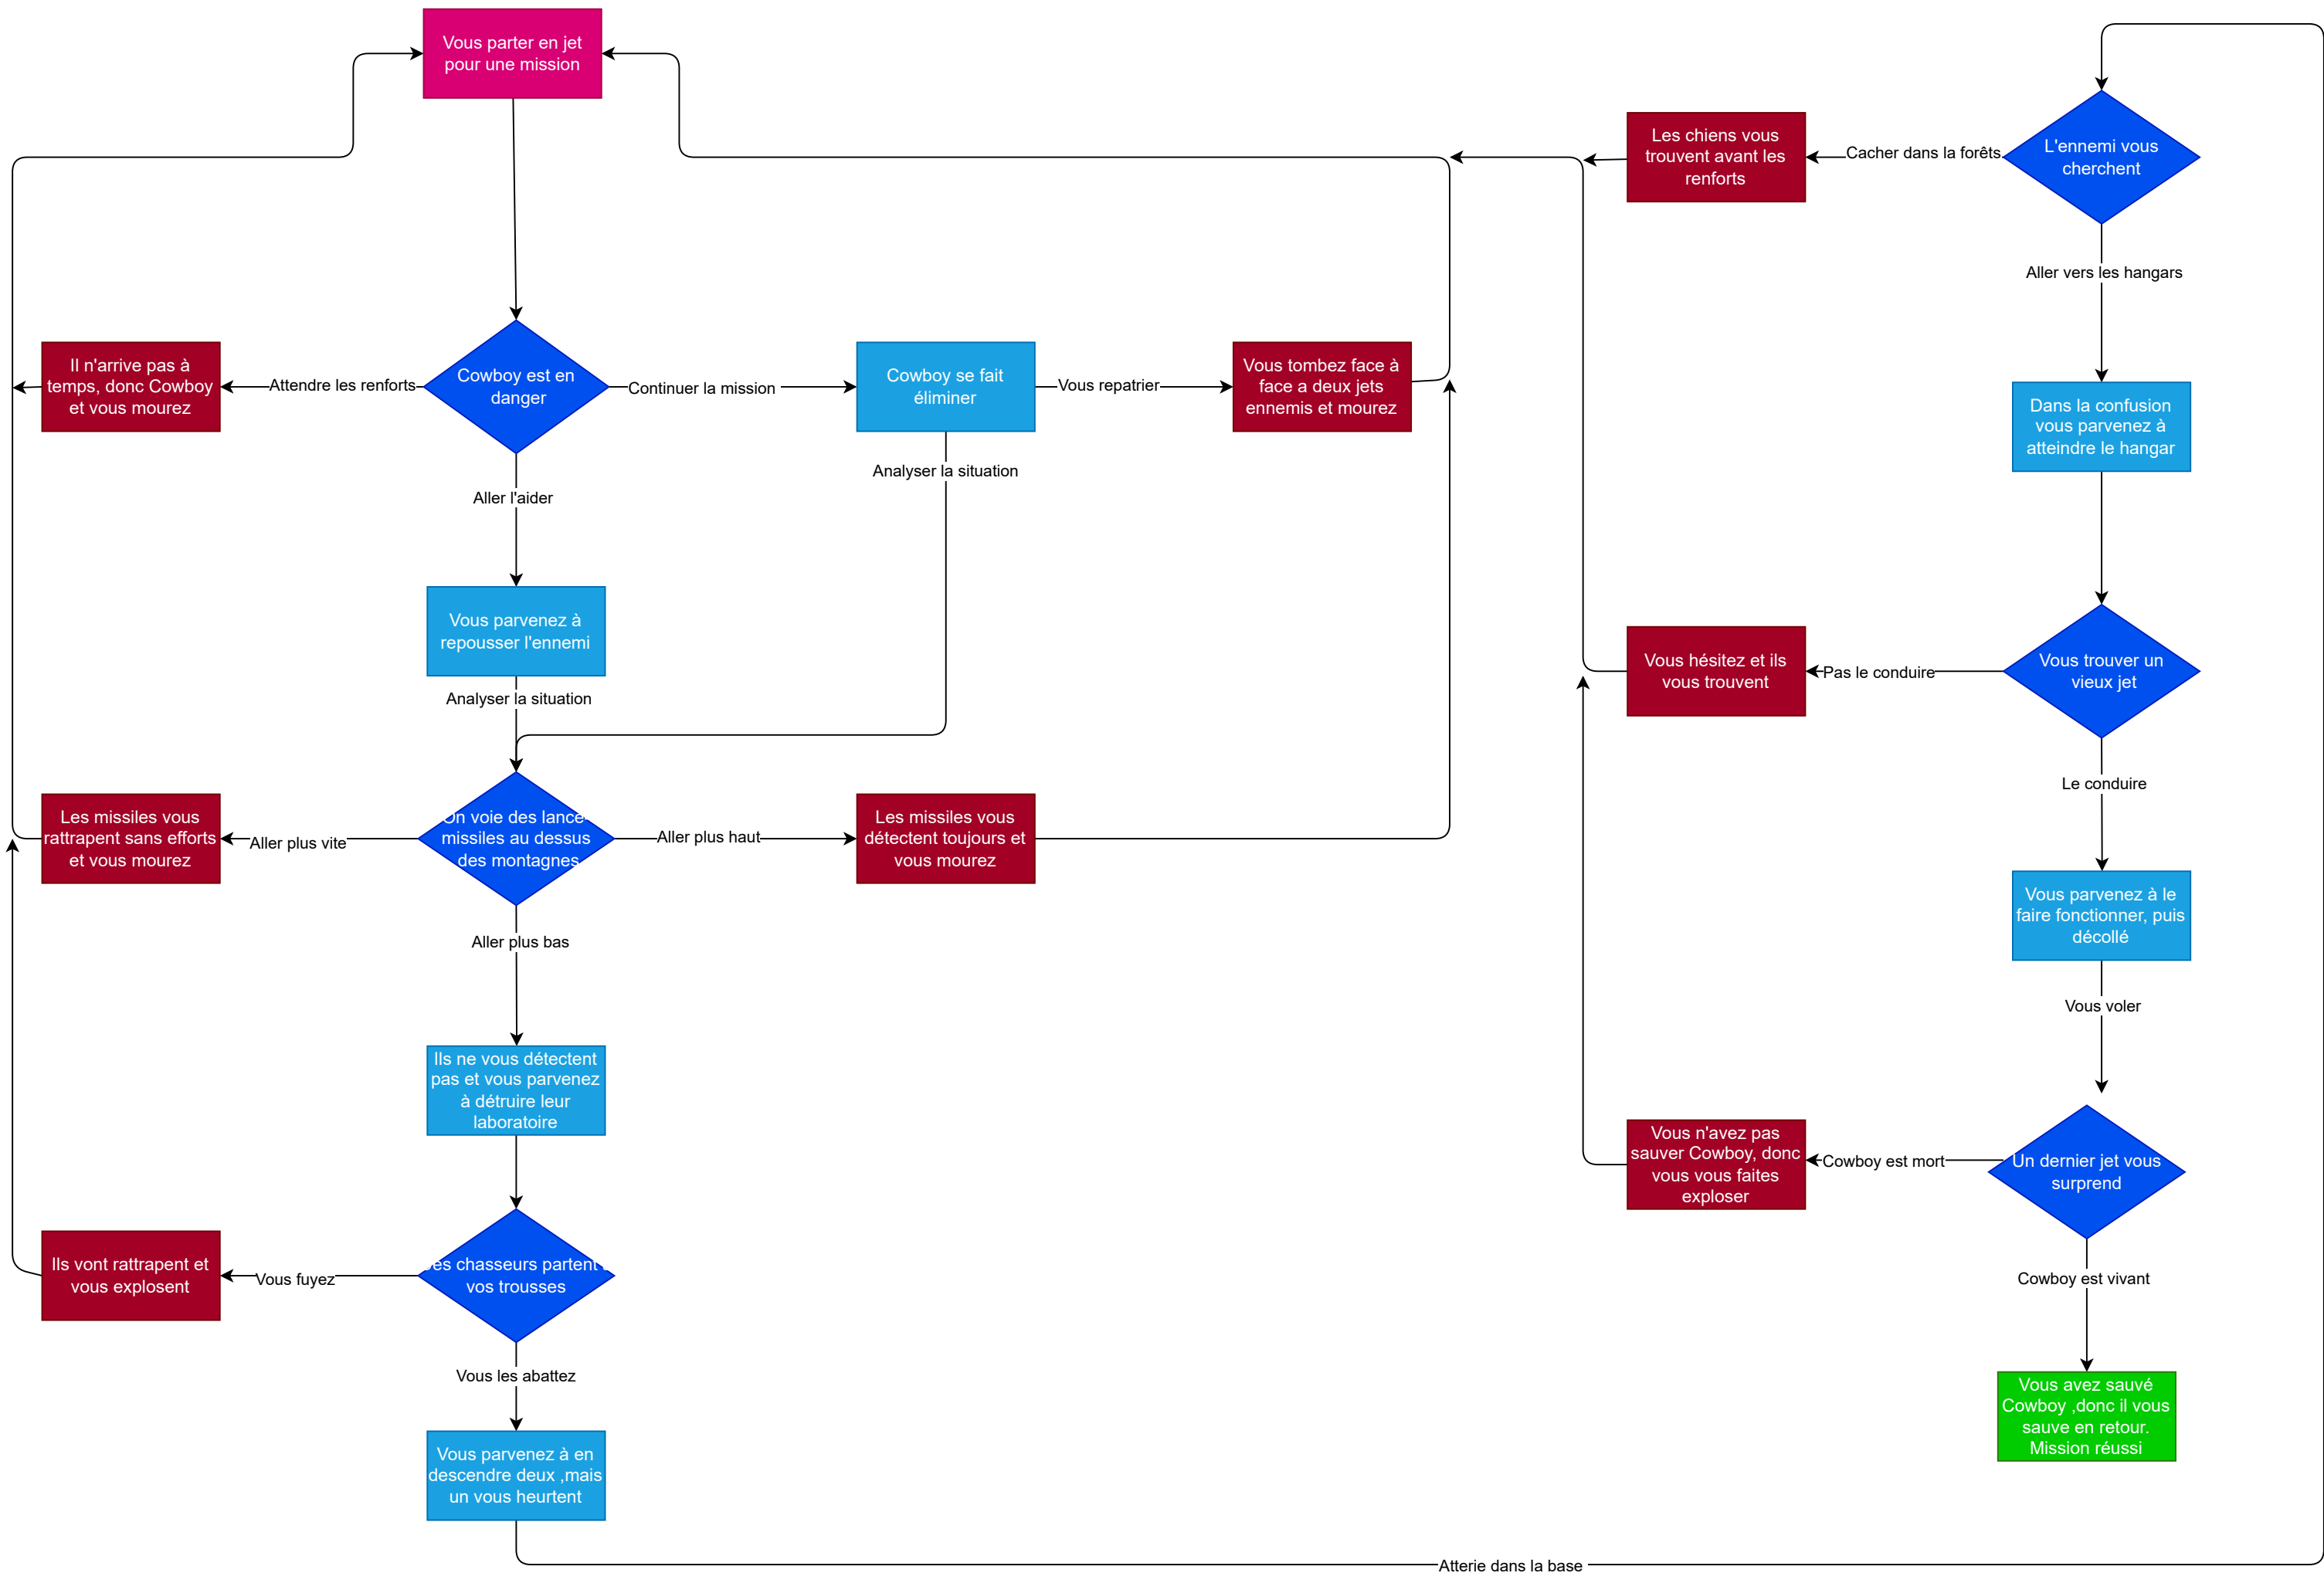 Vous parter en jet
pour une mission
Il n'arrive pas à
temps, donc Cowboy
et vous mourez
Attendre les renforts
Cowboy est en
danger
Continuer la mission
Cowboy se fait
éliminer
Vous repatrier
Vous tombez face à
face a deux jets
ennemis et mourez
Analyser la situation
Aller l'aider
Vous parvenez à
repousser l'ennemi
Analyser la situation
Les missiles vous
rattrapent sans efforts
et vous mourez
Aller plus vite
On voie des lance-
missiles au dessus
des montagnes
Aller plus haut
Les missiles vous
détectent toujours et
vous mourez
Aller plus bas
Ils ne vous détectent
pas et vous parvenez
à détruire leur
laboratoire
Ils vont rattrapent et
vous explosent
Vous fuyez
chasseurs partent
vos trousses
Vous les abattez
Vous parvenez à en
descendre deux ,mais
un vous heurtent
Atterie dans la base
Les chiens vous
trouvent avant les
renforts
Cacher dans la forêts
L'ennemi vous
cherchent
Aller vers les hangars
Dans la confusion
vous parvenez à
atteindre le hangar
Vous hésitez et ils
vous trouvent
Pas le conduire
Vous trouver un
vieux jet
Le conduire
Vous parvenez à le
faire fonctionner, puis
décollé
Vous voler
Vous n'avez pas
sauver Cowboy, donc
vous vous faites
exploser
Cowboy est mort
Un dernier jet vous
surprend
Cowboy est vivant
Vous avez sauvé
Cowboy ,donc il vous
sauve en retour.
Mission réussi